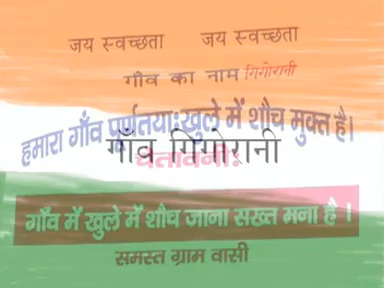 जय स्वच्छता जय स्वच्छता
गाँव का नाम गिगोरानी
हमारा गाँव पूर्णतयाः खुले में शौच मुक्त है।
गाँव गिगोरानी
चेतावनी:
गाँव में खुले में शौच जाना सख्त मना है ।
समस्त ग्राम वासी